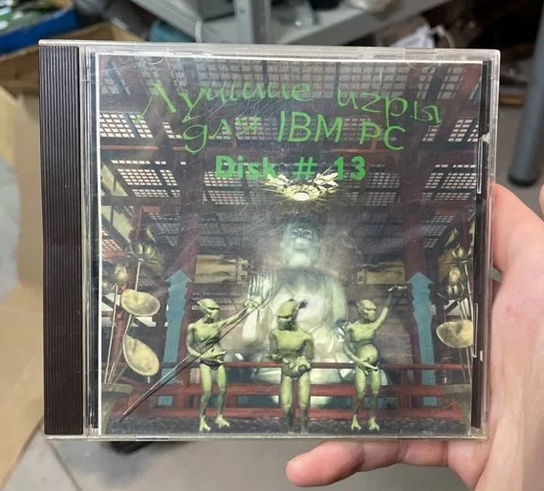 Лучшие игры
для IBM PC
Disk # 13